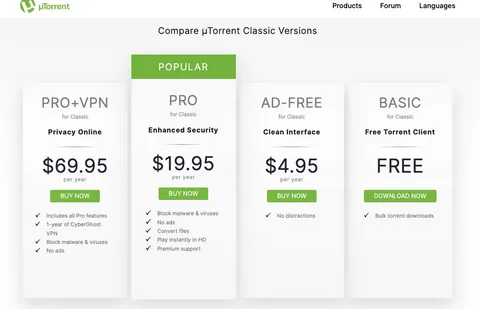 µTorrent
Products
Forum
Languages
Compare µTorrent Classic Versions
PRO+VPN
for Classic
Privacy Online
$69.95
per year
BUY NOW
Includes all Pro features
1-year of CyberGhost
VPN
Block malware & viruses
No ads
POPULAR
PRO
for Classic
Enhanced Security
$19.95
per year
BUY NOW
Block malware & viruses
No ads
Convert files
Play instantly in HD
Premium support
AD-FREE
for Classic
Clean Interface
$4.95
per year
BUY NOW
No distractions
BASIC
for Classic
Free Torrent Client
FREE
DOWNLOAD NOW
Bulk torrent downloads